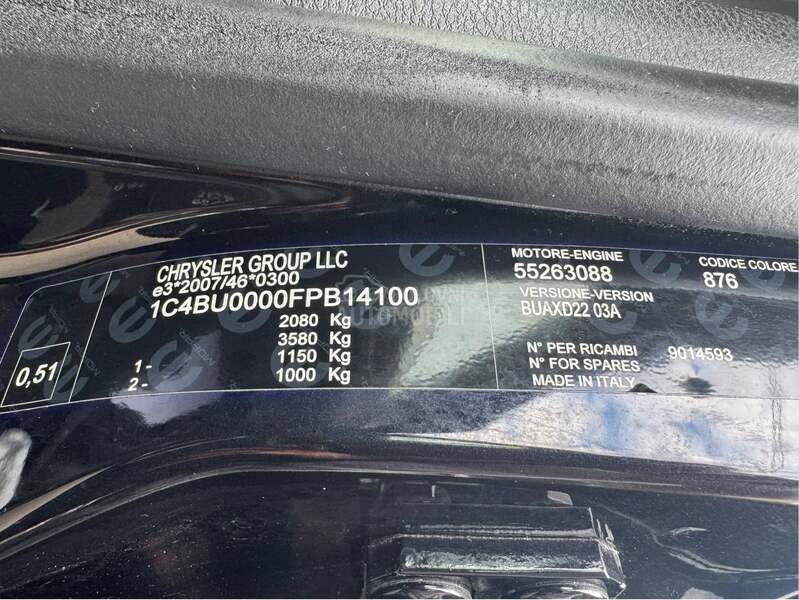 CHRYSLER GROUP LLC
e3*2007/46*0300
1C4BU0000FPB14100
2080 Kg
3580 Kg
1- 1150 Kg
2- 1000 Kg
0,51
MOTORE-ENGINE
55263088
VERSIONE-VERSION
BUAXD22 03A
CODICE COLORE
876
N° PER RICAMBI 9014593
N° FOR SPARES
MADE IN ITALY